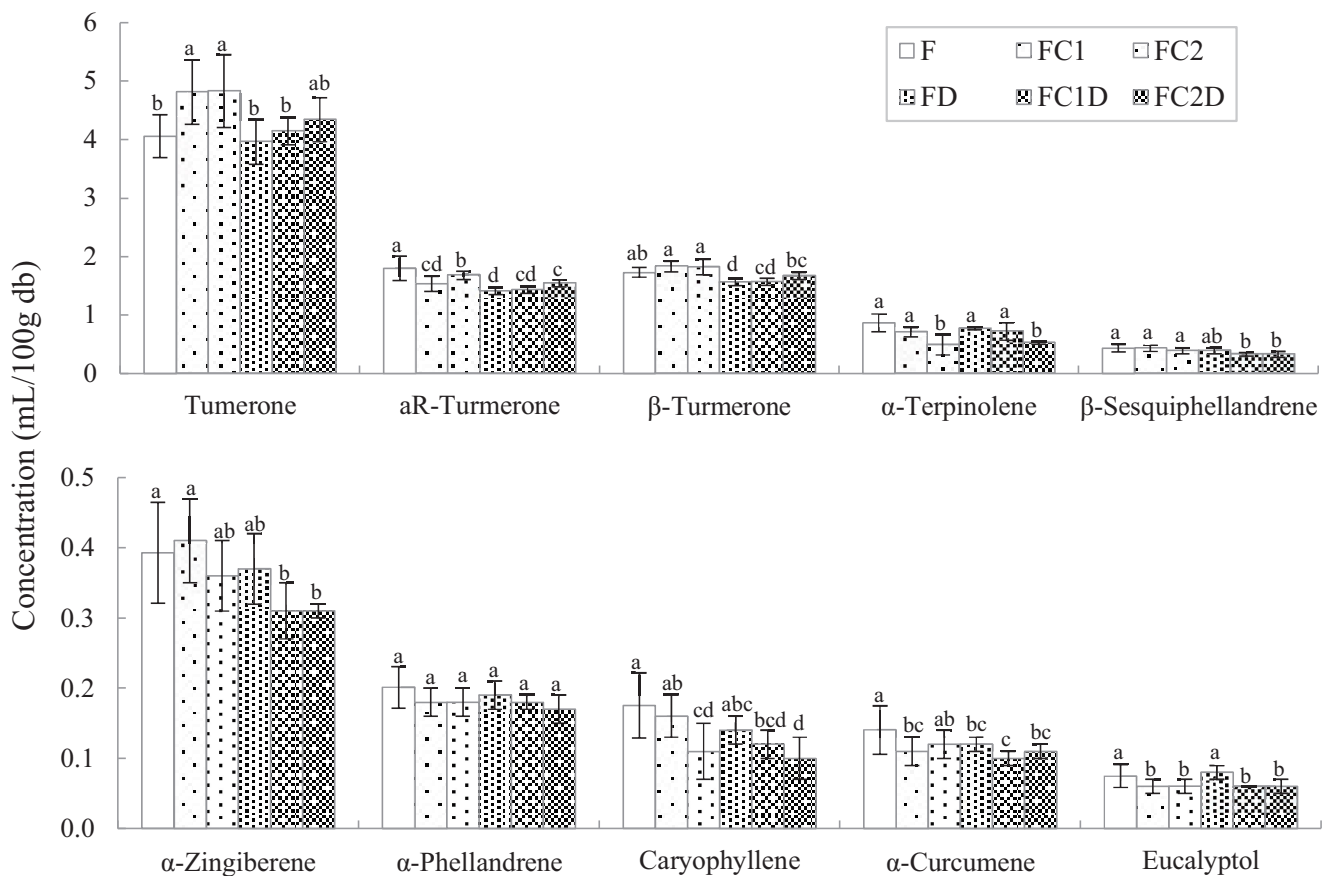 Concentration (mL/100g db)
F FC1 FC2
FD FC1D FC2D
6
5
4
3
2
1
0
b a a b b ab
a cd b d cd c
ab a a d cd bc
a a b a a b
a a a ab b b
Tumerone aR-Turmerone β-Turmerone α-Terpinolene β-Sesquiphellandrene
0.5
0.4
0.3
0.2
0.1
0.0
a a ab ab b b
a a a a a a
a ab cd abc bcd d
a bc ab bc c bc
a b b a b b
α-Zingiberene α-Phellandrene Caryophyllene α-Curcumene Eucalyptol